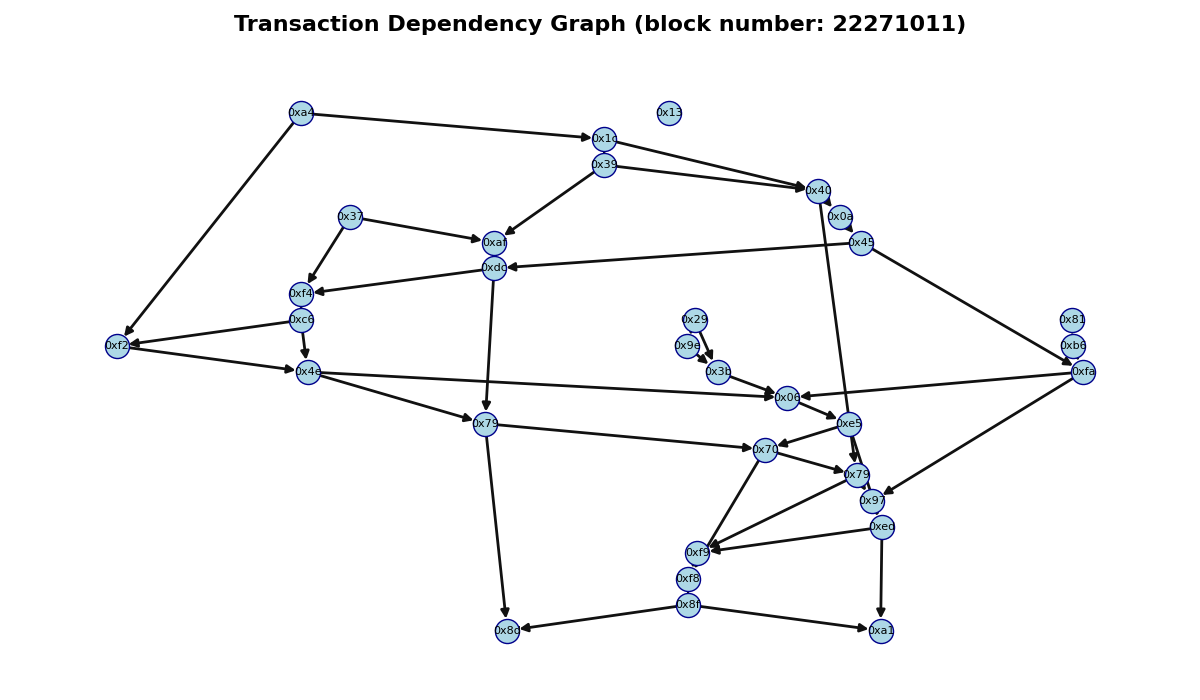 Transaction Dependency Graph (block number: 22271011)
0xa4
0x13
0x1c
0x39
0x40
0x37
0x0a
0xaf
0x45
0xdc
0xf4
0xc6
0x29
0x81
0xf2
0x9e
0xb6
0x4e
0x3b
0xfa
0x06
0x79
0xe5
0x70
0x79
0x97
0xed
0xf9
0xf8
0x8f
0x8d
0xa1